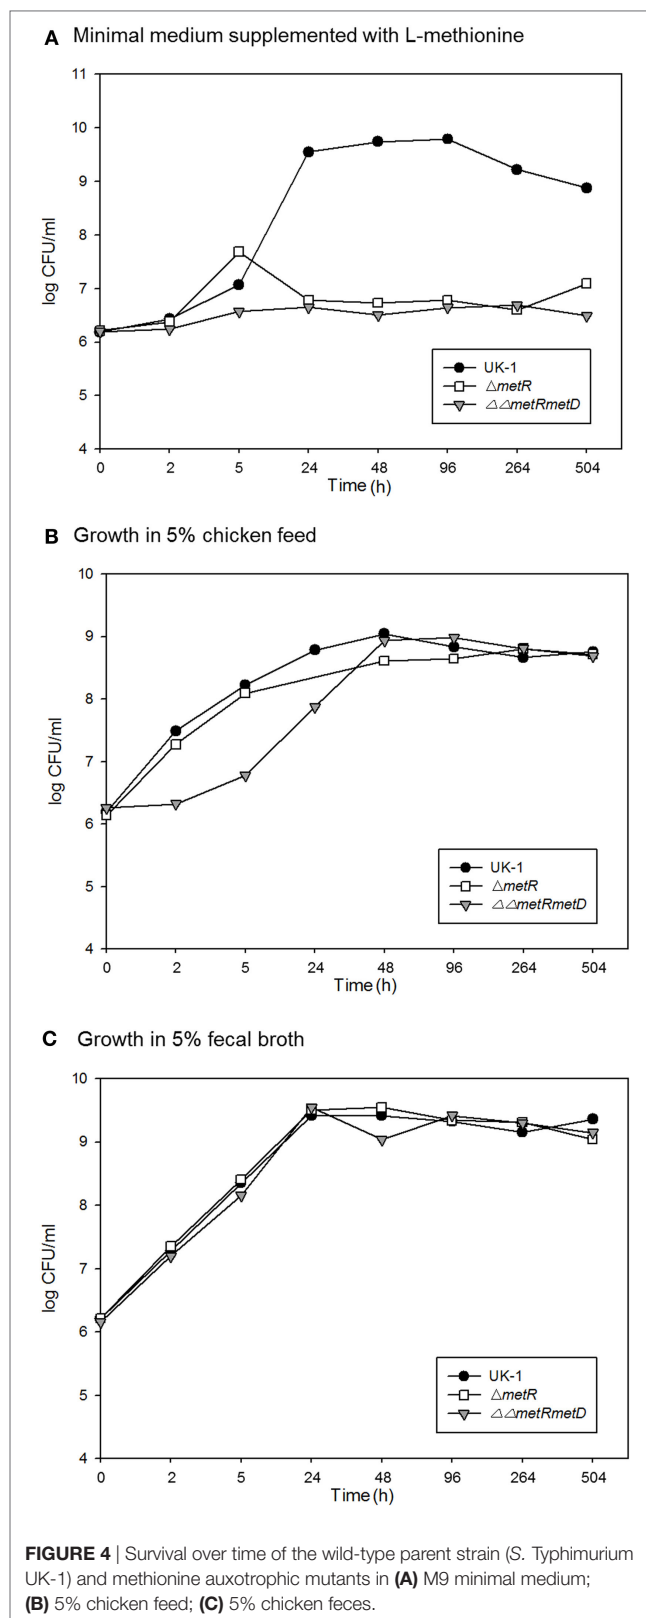 A Minimal medium supplemented with L-methionine
11
10
9
8
7
6
5
4
log CFU/ml
UK-1
△metR
△△metRmetD
0 2 5 24 48 96 264 504
Time (h)
B Growth in 5% chicken feed
10
9
8
7
6
5
4
log CFU/ml
UK-1
△metR
△△metRmetD
0 2 5 24 48 96 264 504
Time (h)
C Growth in 5% fecal broth
10
9
8
7
6
5
4
log CFU/ml
UK-1
△metR
△△metRmetD
0 2 5 24 48 96 264 504
Time (h)
FIGURE 4 | Survival over time of the wild-type parent strain (S. Typhimurium
UK-1) and methionine auxotrophic mutants in (A) M9 minimal medium;
(B) 5% chicken feed; (C) 5% chicken feces.